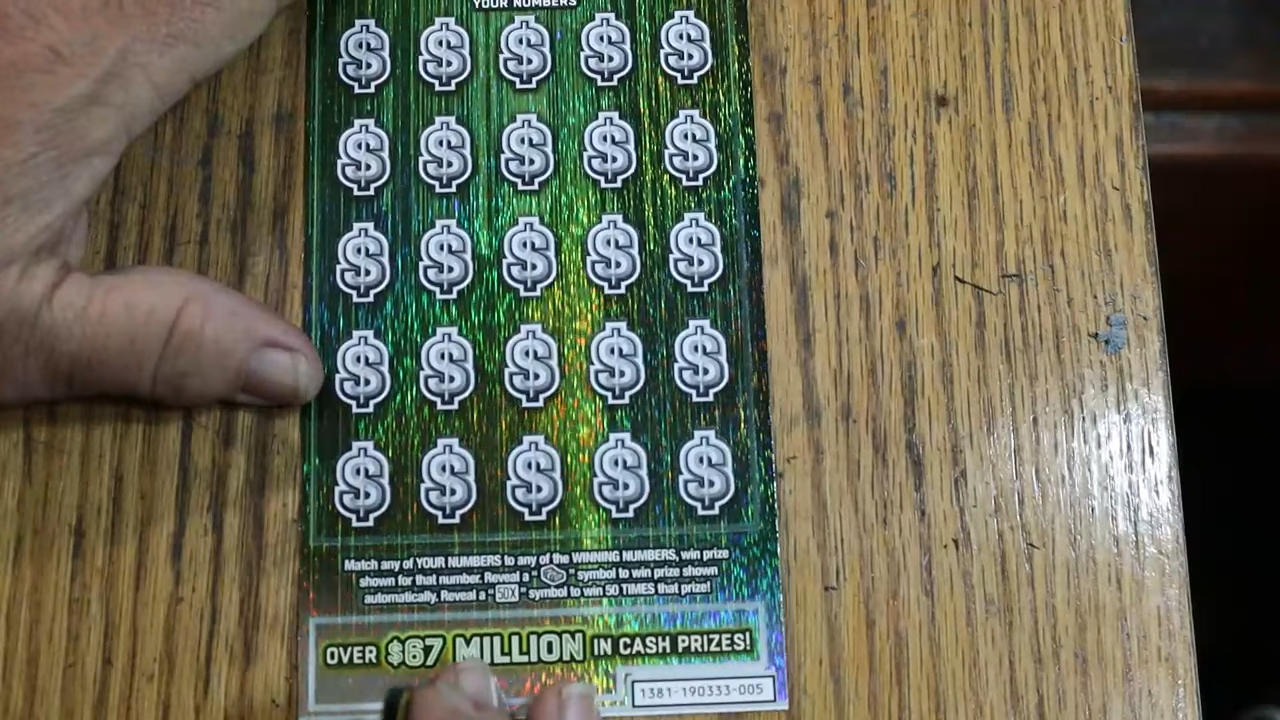 YOUR NUMBERS
$ $ $ $ $
$ $ $ $ $
$ $ $ $ $
$ $ $ $ $
$ $ $ $ $
Match any of YOUR NUMBERS to any of the WINNING NUMBERS, win prize
shown for that number. Reveal a " " symbol to win prize shown
automatically. Reveal a "50X" symbol to win 50 TIMES that prize!
OVER $67 MILLION IN CASH PRIZES!
1381-190333-005